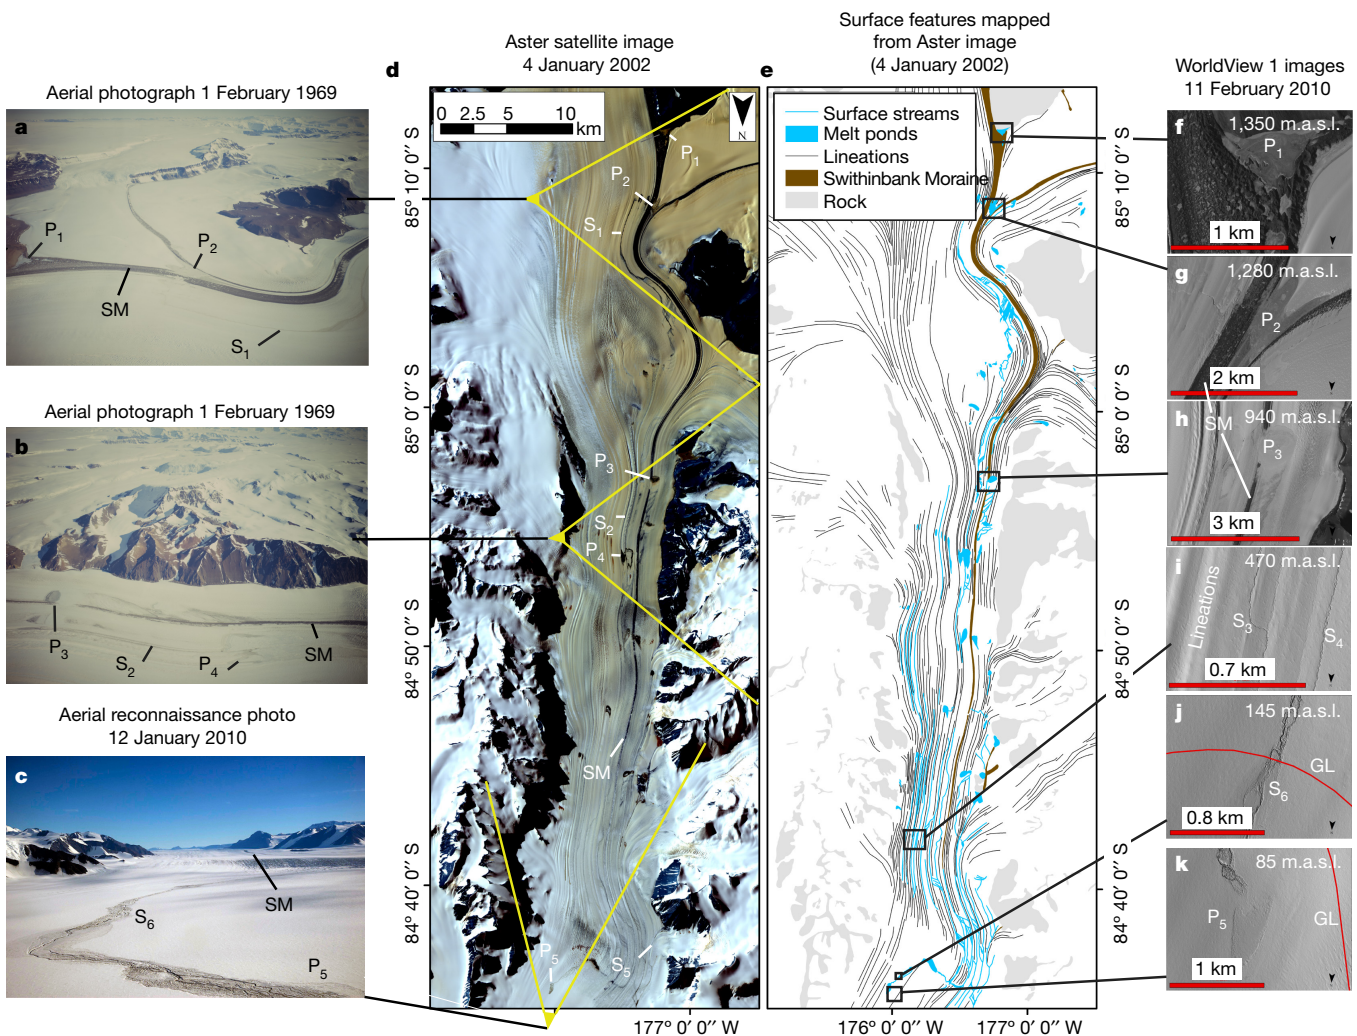 Aerial photograph 1 February 1969
a
P1
P2
SM
S1
Aerial photograph 1 February 1969
b
P3
S2
P4
SM
Aerial reconnaissance photo
12 January 2010
c
SM
S6
P5
Aster satellite image
4 January 2002
d
0 2.5 5 10
km
N
P1
P2
S1
P3
S2
P4
SM
P5
S5
85° 10′ 0″ S
85° 0′ 0″ S
84° 50′ 0″ S
84° 40′ 0″ S
177° 0′ 0″ W
Surface features mapped
from Aster image
(4 January 2002)
e
Surface streams
Melt ponds
Lineations
Swithinbank Moraine
Rock
85° 10′ 0″ S
85° 0′ 0″ S
84° 50′ 0″ S
84° 40′ 0″ S
176° 0′ 0″ W
177° 0′ 0″ W
WorldView 1 images
11 February 2010
f
1,350 m.a.s.l.
P1
1 km
g
1,280 m.a.s.l.
P2
2 km
h
SM
940 m.a.s.l.
P3
3 km
i
470 m.a.s.l.
Lineations
S3
S4
0.7 km
j
145 m.a.s.l.
GL
S6
0.8 km
k
85 m.a.s.l.
P5
GL
1 km